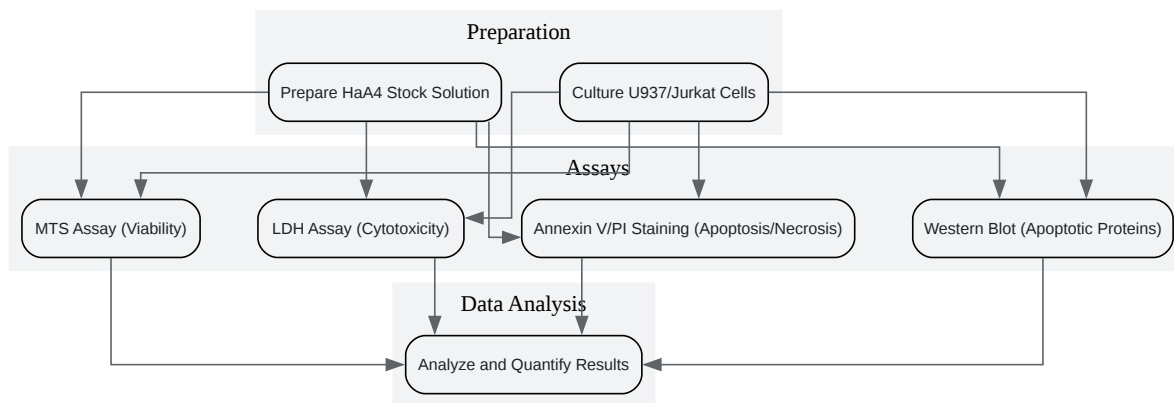 Preparation
Prepare HaA4 Stock Solution
Culture U937/Jurkat Cells
Assays
MTS Assay (Viability)
LDH Assay (Cytotoxicity)
Annexin V/PI Staining (Apoptosis/Necrosis)
Western Blot (Apoptotic Proteins)
Data Analysis
Analyze and Quantify Results